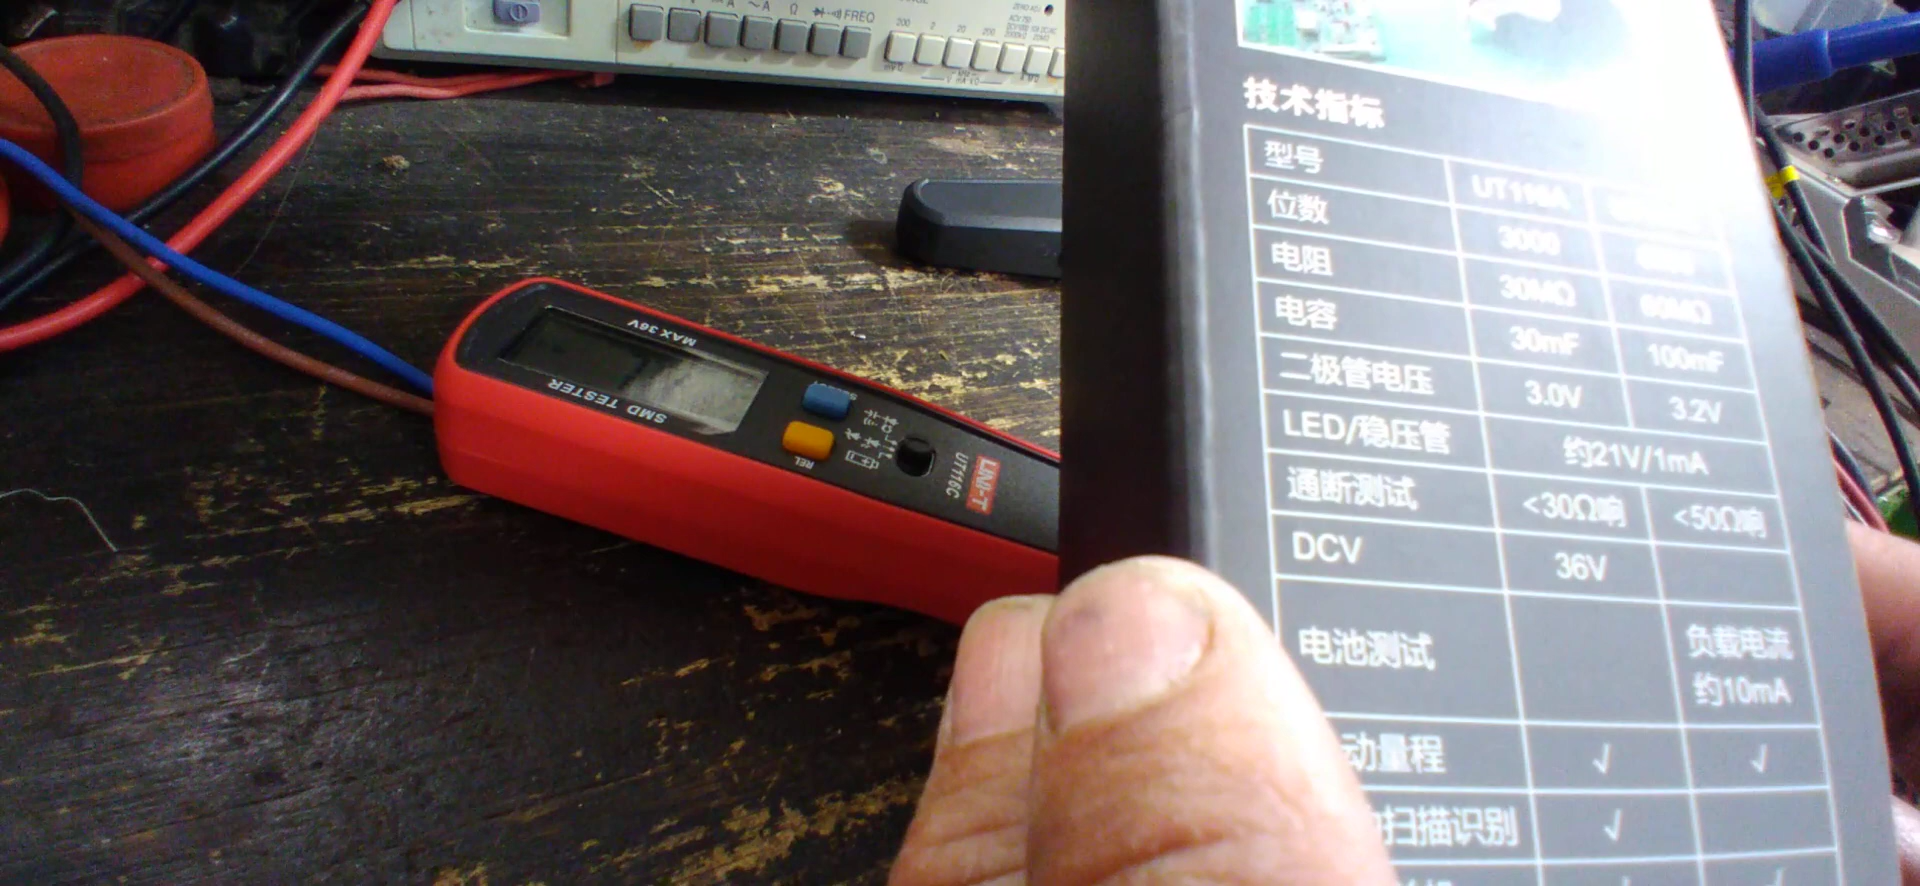 ~A Ω FREQ
200 2 20 200
MAX 36V
SMD TESTER
REL
UT116C
UNI-T
技术指标
型号 UT116A
位数 3000
电阻 30MΩ 60MΩ
电容 30mF 100mF
二极管电压 3.0V 3.2V
LED/稳压管 约21V/1mA
通断测试 <30Ω响 <50Ω响
DCV 36V
电池测试 负载电流
约10mA
动量程 √ √
扫描识别 √